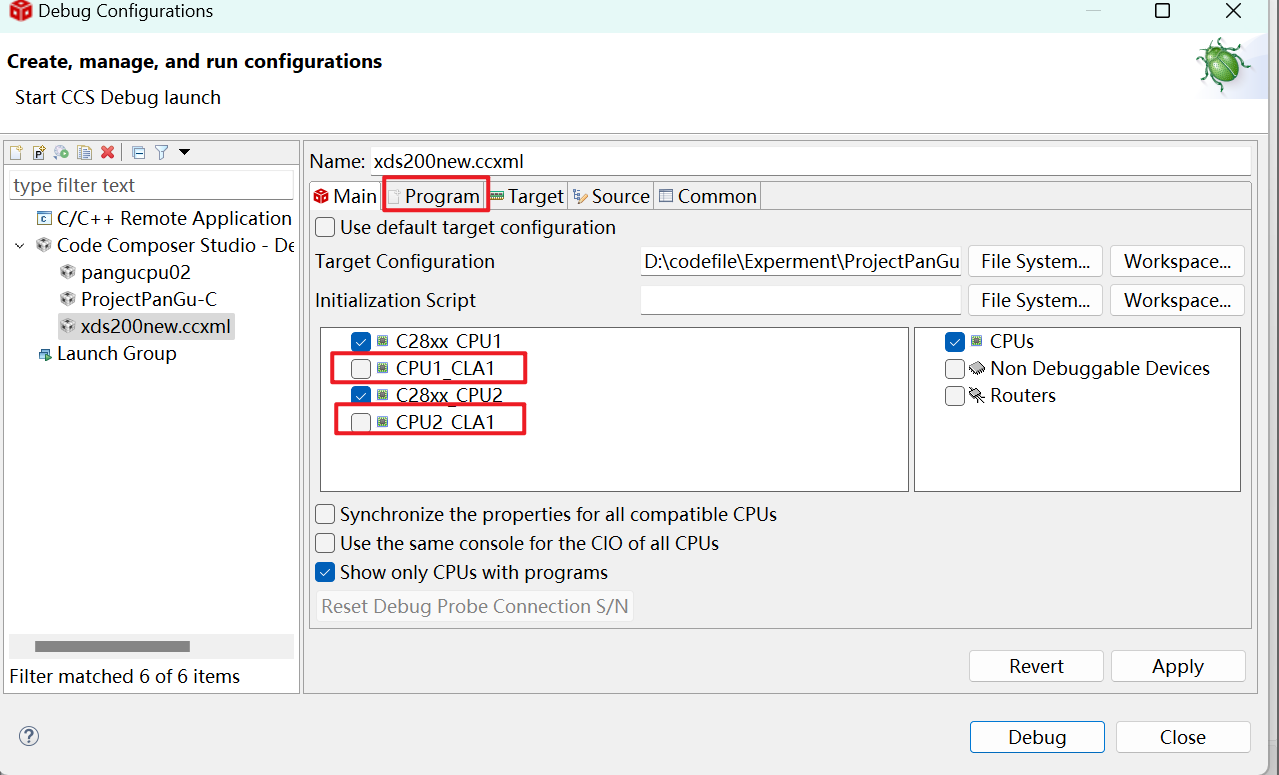 Debug Configurations
Create, manage, and run configurations
Start CCS Debug launch
type filter text
C/C++ Remote Application
Code Composer Studio - De
pangucpu02
ProjectPanGu-C
xds200new.ccxml
Launch Group
Filter matched 6 of 6 items
Name: xds200new.ccxml
Main Program Target Source Common
Use default target configuration
Target Configuration D:\codefile\Experment\ProjectPanGu File System... Workspace...
Initialization Script File System... Workspace...
C28xx_CPU1
CPU1_CLA1
C28xx_CPU2
CPU2_CLA1
CPUs
Non Debuggable Devices
Routers
Synchronize the properties for all compatible CPUs
Use the same console for the CIO of all CPUs
Show only CPUs with programs
Reset Debug Probe Connection S/N
Revert Apply
Debug Close